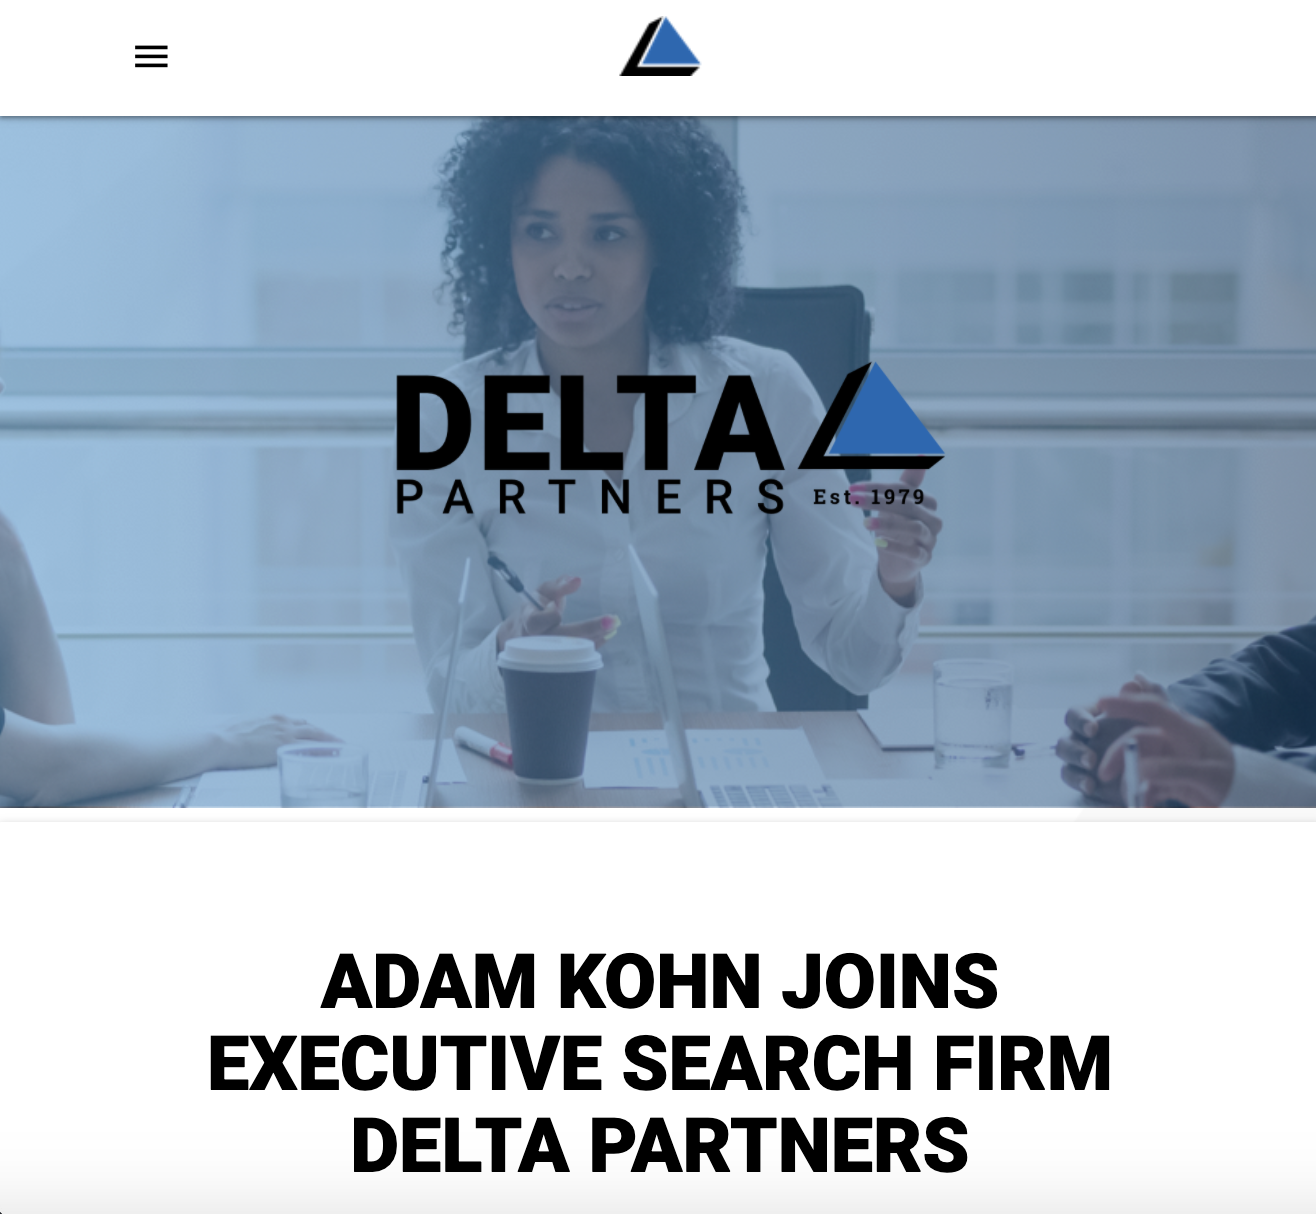 DELTA
PARTNERS Est. 1979
ADAM KOHN JOINS
EXECUTIVE SEARCH FIRM
DELTA PARTNERS